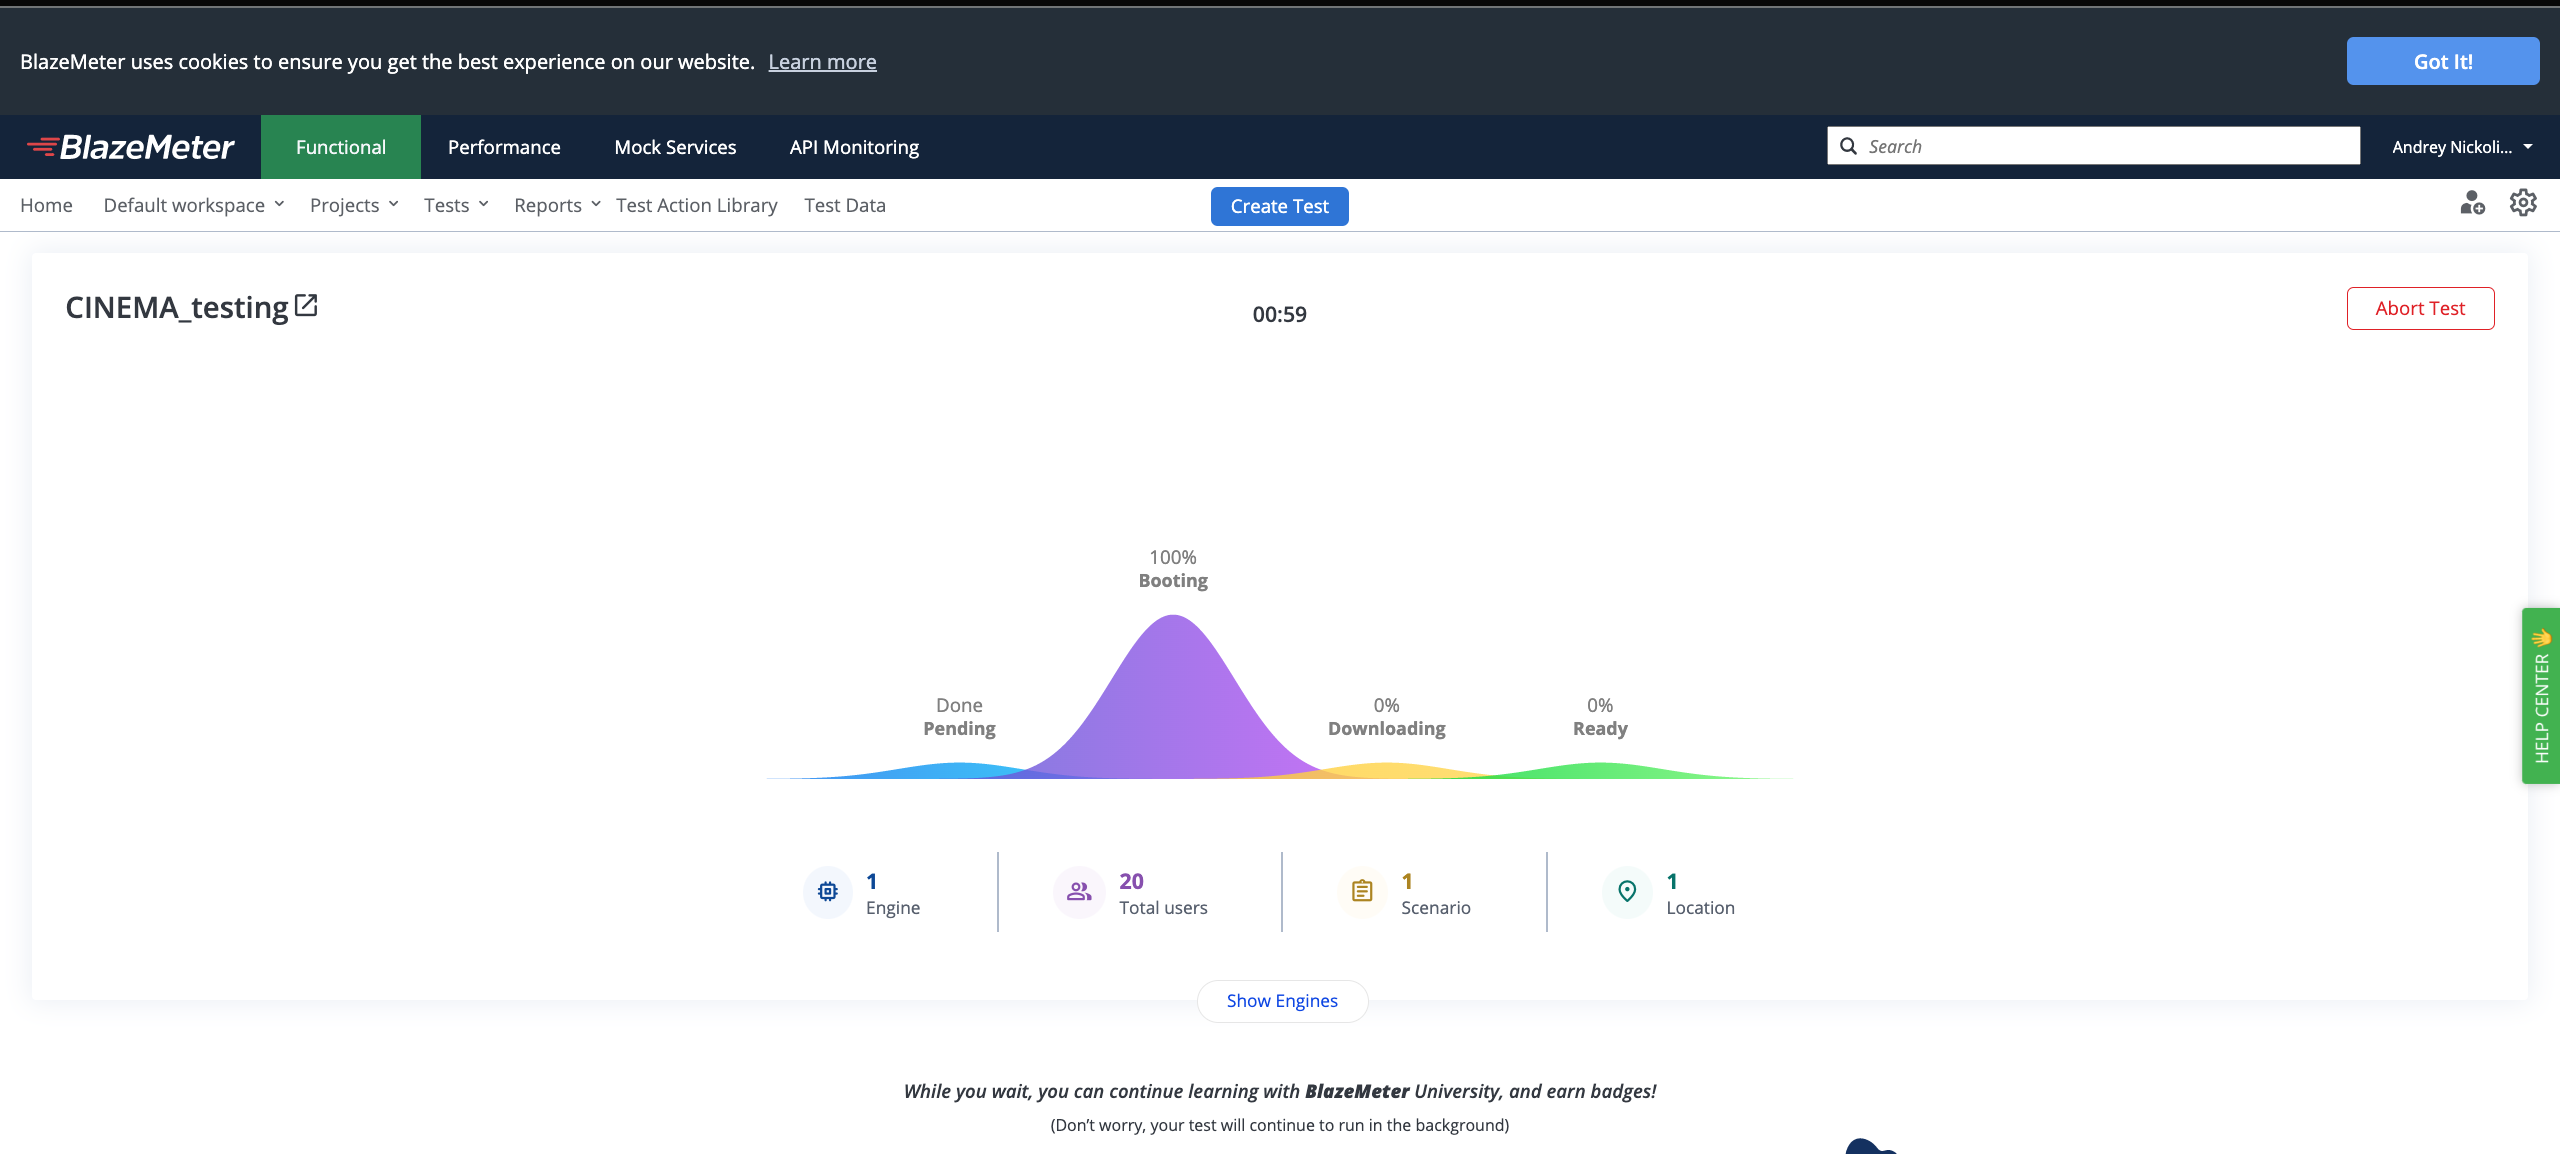 BlazeMeter uses cookies to ensure you get the best experience on our website. Learn more
Got It!
BlazeMeter
Functional
Performance
Mock Services
API Monitoring
Search
Andrey Nickoli...
Home
Default workspace
Projects
Tests
Reports
Test Action Library
Test Data
Create Test
CINEMA_testing
00:59
Abort Test
100%
Booting
Done
Pending
0%
Downloading
0%
Ready
HELP CENTER 👋
1
Engine
20
Total users
1
Scenario
1
Location
Show Engines
While you wait, you can continue learning with BlazeMeter University, and earn badges!
(Don’t worry, your test will continue to run in the background)